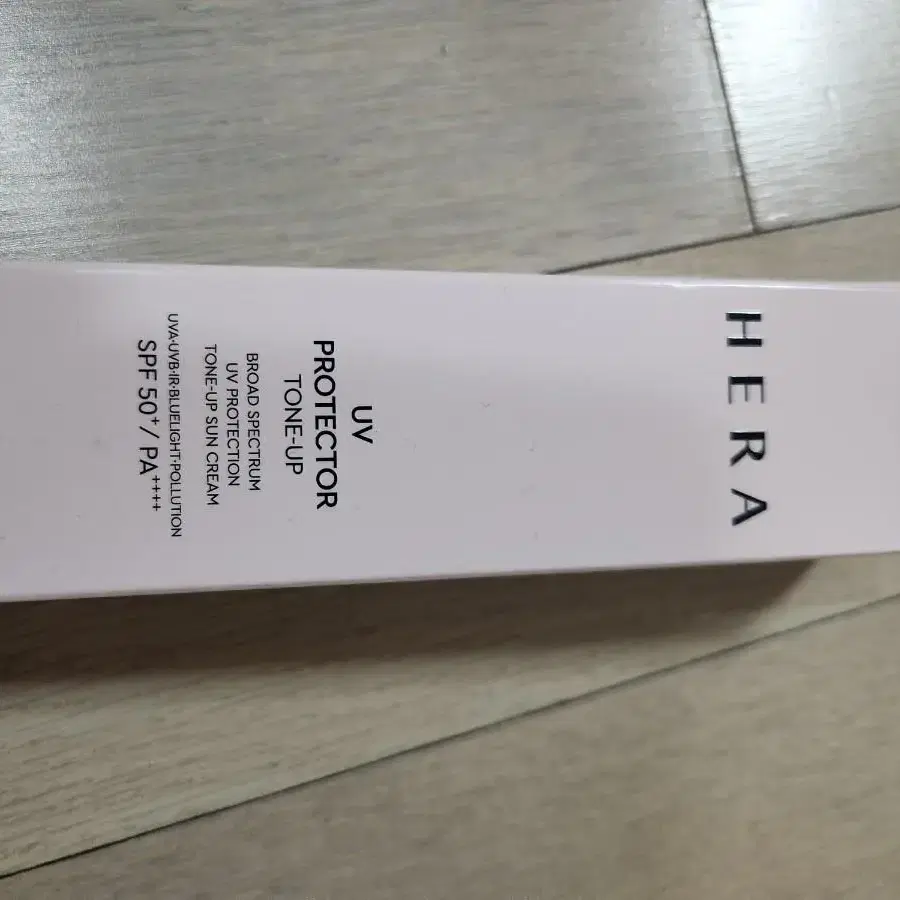 HERA
UV
PROTECTOR
TONE-UP
BROAD SPECTRUM
UV PROTECTION
TONE-UP SUN CREAM
UVA·UVB·IR·BLUELIGHT·POLLUTION
SPF 50+/ PA++++